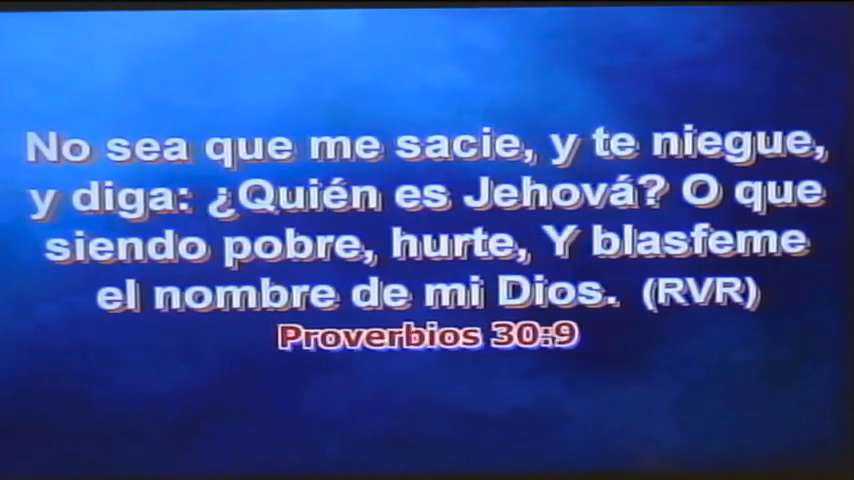 No sea que me sacie, y te niegue,
y diga: ¿Quién es Jehová? O que
siendo pobre, hurte, Y blasfeme
el nombre de mi Dios. (RVR)
Proverbios 30:9